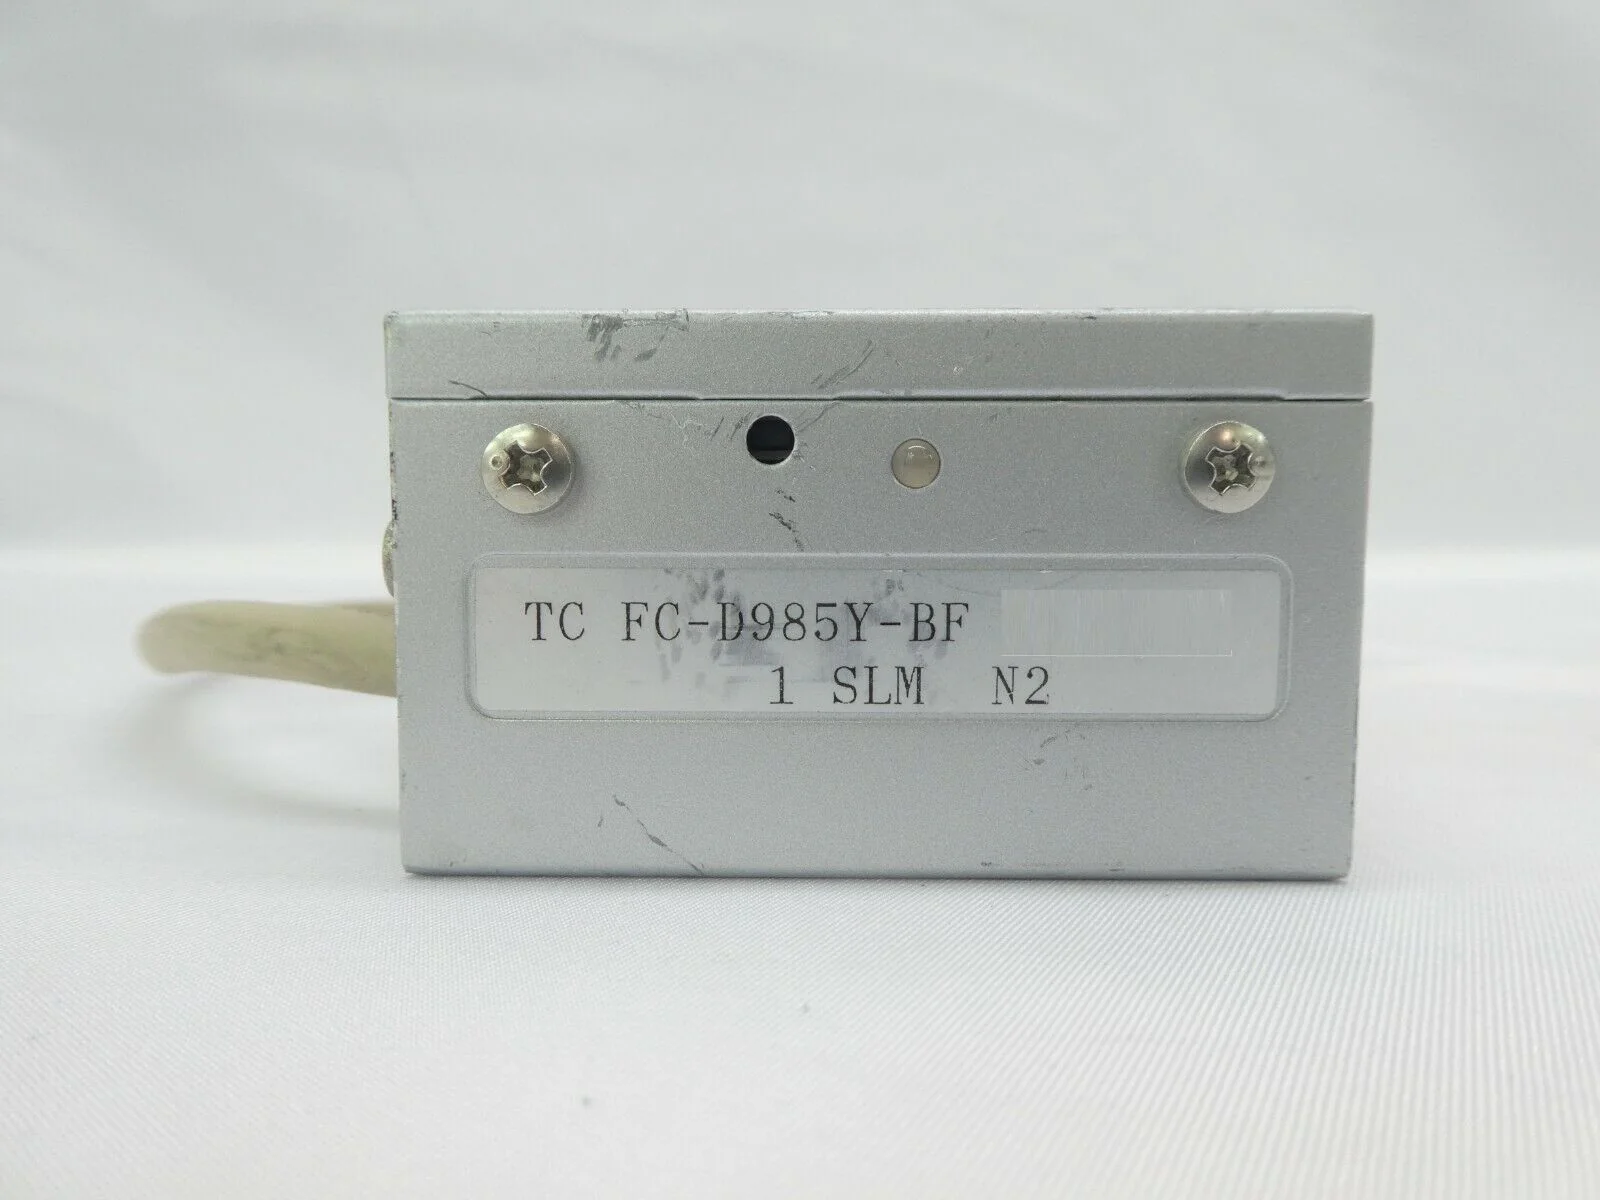 TC FC-D985Y-BF
1 SLM N2